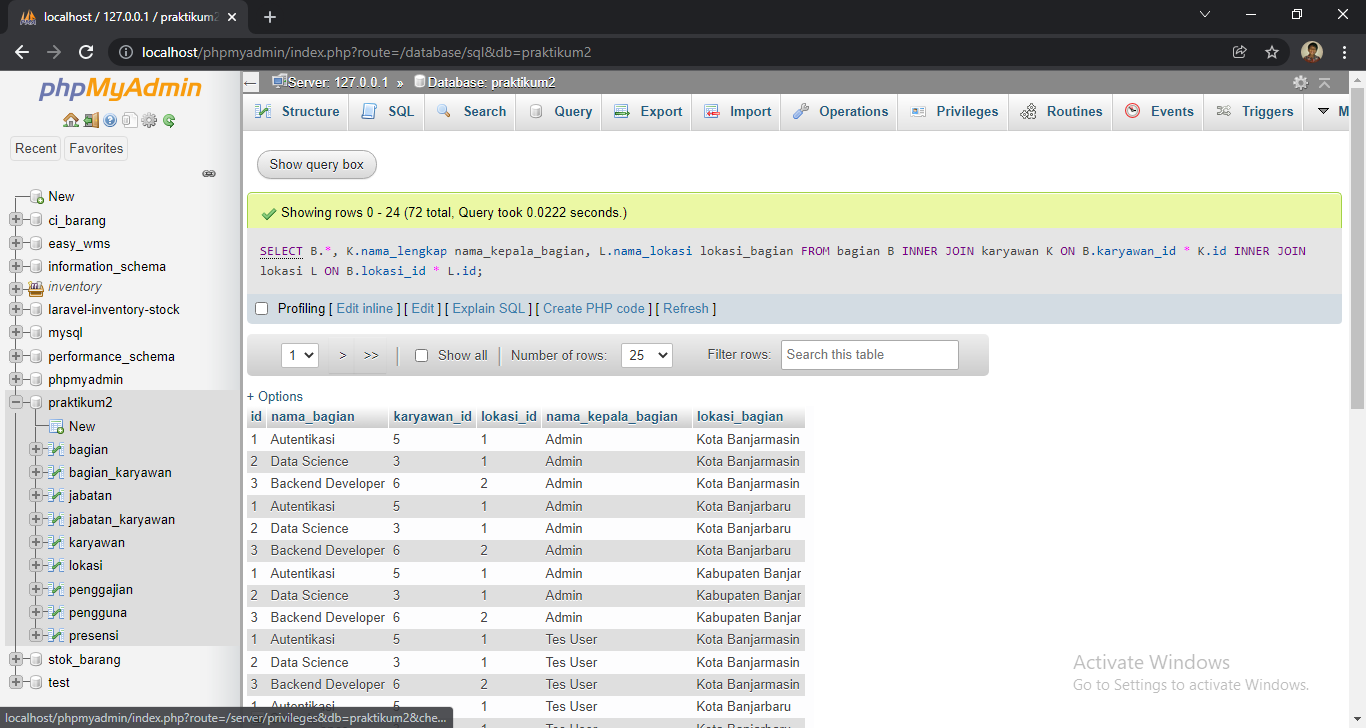 localhost / 127.0.0.1 / praktikum2
localhost/phpmyadmin/index.php?route=/database/sql&db=praktikum2
phpMyAdmin
Recent Favorites
New
ci_barang
easy_wms
information_schema
inventory
laravel-inventory-stock
mysql
performance_schema
phpmyadmin
praktikum2
New
bagian
bagian_karyawan
jabatan
jabatan_karyawan
karyawan
lokasi
penggajian
pengguna
presensi
stok_barang
test
localhost/phpmyadmin/index.php?route=/server/privileges&db=praktikum2&che...
Server: 127.0.0.1 » Database: praktikum2
Structure SQL Search Query Export Import Operations Privileges Routines Events Triggers M
Show query box
Showing rows 0 - 24 (72 total, Query took 0.0222 seconds.)
SELECT B.*, K.nama_lengkap nama_kepala_bagian, L.nama_lokasi lokasi_bagian FROM bagian B INNER JOIN karyawan K ON B.karyawan_id * K.id INNER JOIN
lokasi L ON B.lokasi_id * L.id;
Profiling [ Edit inline ] [ Edit ] [ Explain SQL ] [ Create PHP code ] [ Refresh ]
1 > >> | Show all | Number of rows: 25 Filter rows: Search this table
+ Options
id nama_bagian karyawan_id lokasi_id nama_kepala_bagian lokasi_bagian
1 Autentikasi 5 1 Admin Kota Banjarmasin
2 Data Science 3 1 Admin Kota Banjarmasin
3 Backend Developer 6 2 Admin Kota Banjarmasin
1 Autentikasi 5 1 Admin Kota Banjarbaru
2 Data Science 3 1 Admin Kota Banjarbaru
3 Backend Developer 6 2 Admin Kota Banjarbaru
1 Autentikasi 5 1 Admin Kabupaten Banjar
2 Data Science 3 1 Admin Kabupaten Banjar
3 Backend Developer 6 2 Admin Kabupaten Banjar
1 Autentikasi 5 1 Tes User Kota Banjarmasin
2 Data Science 3 1 Tes User Kota Banjarmasin
3 Backend Developer 6 2 Tes User Kota Banjarmasin
1 Autentikasi 5 1 Tes User Kota Banjarbaru
Activate Windows
Go to Settings to activate Windows.